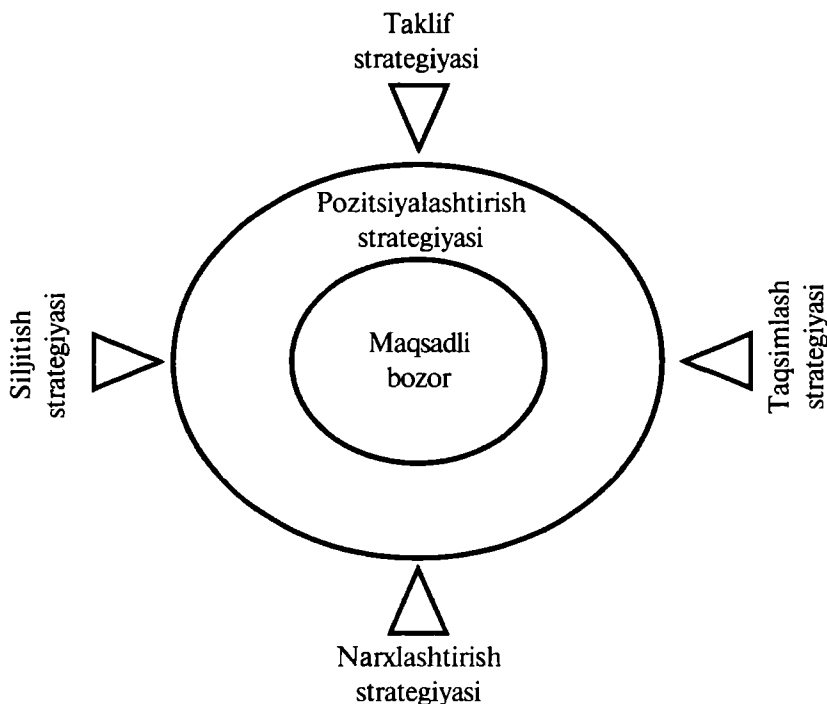 Taklif
strategiyasi
Pozitsiyalashtirish
strategiyasi
Siljitish
strategiyasi
Maqsadli
bozor
Taqsimlash
strategiyasi
Narxlashtirish
strategiyasi